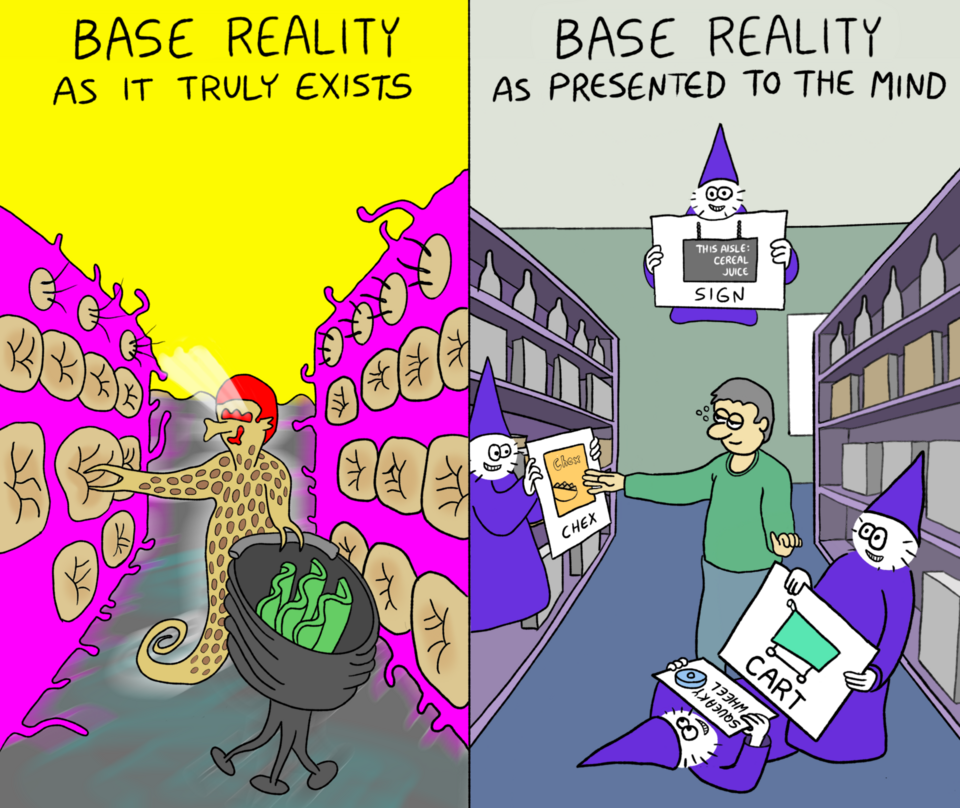 BASE REALITY
AS IT TRULY EXISTS
BASE REALITY
AS PRESENTED TO THE MIND
THIS AISLE:
CEREAL
JUICE
SIGN
Chex
CHEX
CART
SQUEAKY
WHEEL